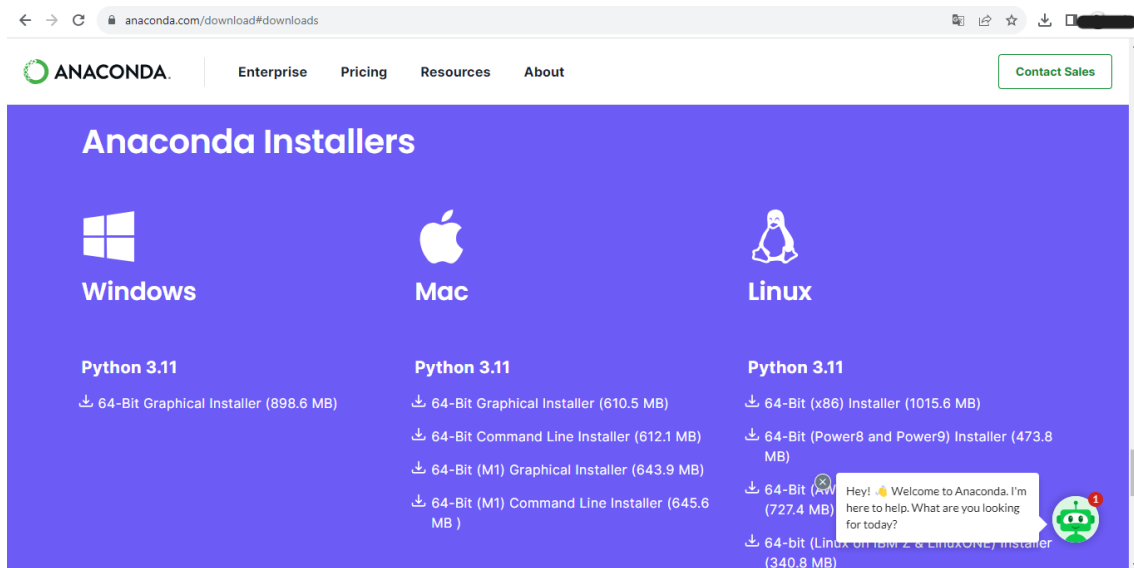 anaconda.com/download#downloads
ANACONDA.
Enterprise
Pricing
Resources
About
Contact Sales
Anaconda Installers
Windows
Python 3.11
64-Bit Graphical Installer (898.6 MB)
Mac
Python 3.11
64-Bit Graphical Installer (610.5 MB)
64-Bit Command Line Installer (612.1 MB)
64-Bit (M1) Graphical Installer (643.9 MB)
64-Bit (M1) Command Line Installer (645.6
MB )
Linux
Python 3.11
64-Bit (x86) Installer (1015.6 MB)
64-Bit (Power8 and Power9) Installer (473.8
MB)
64-Bit (AW
(727.4 MB)
64-bit (Linux on IBM Z & LinuxONE) Installer
(340.8 MB)
Hey! 👋 Welcome to Anaconda. I'm
here to help. What are you looking
for today?
1